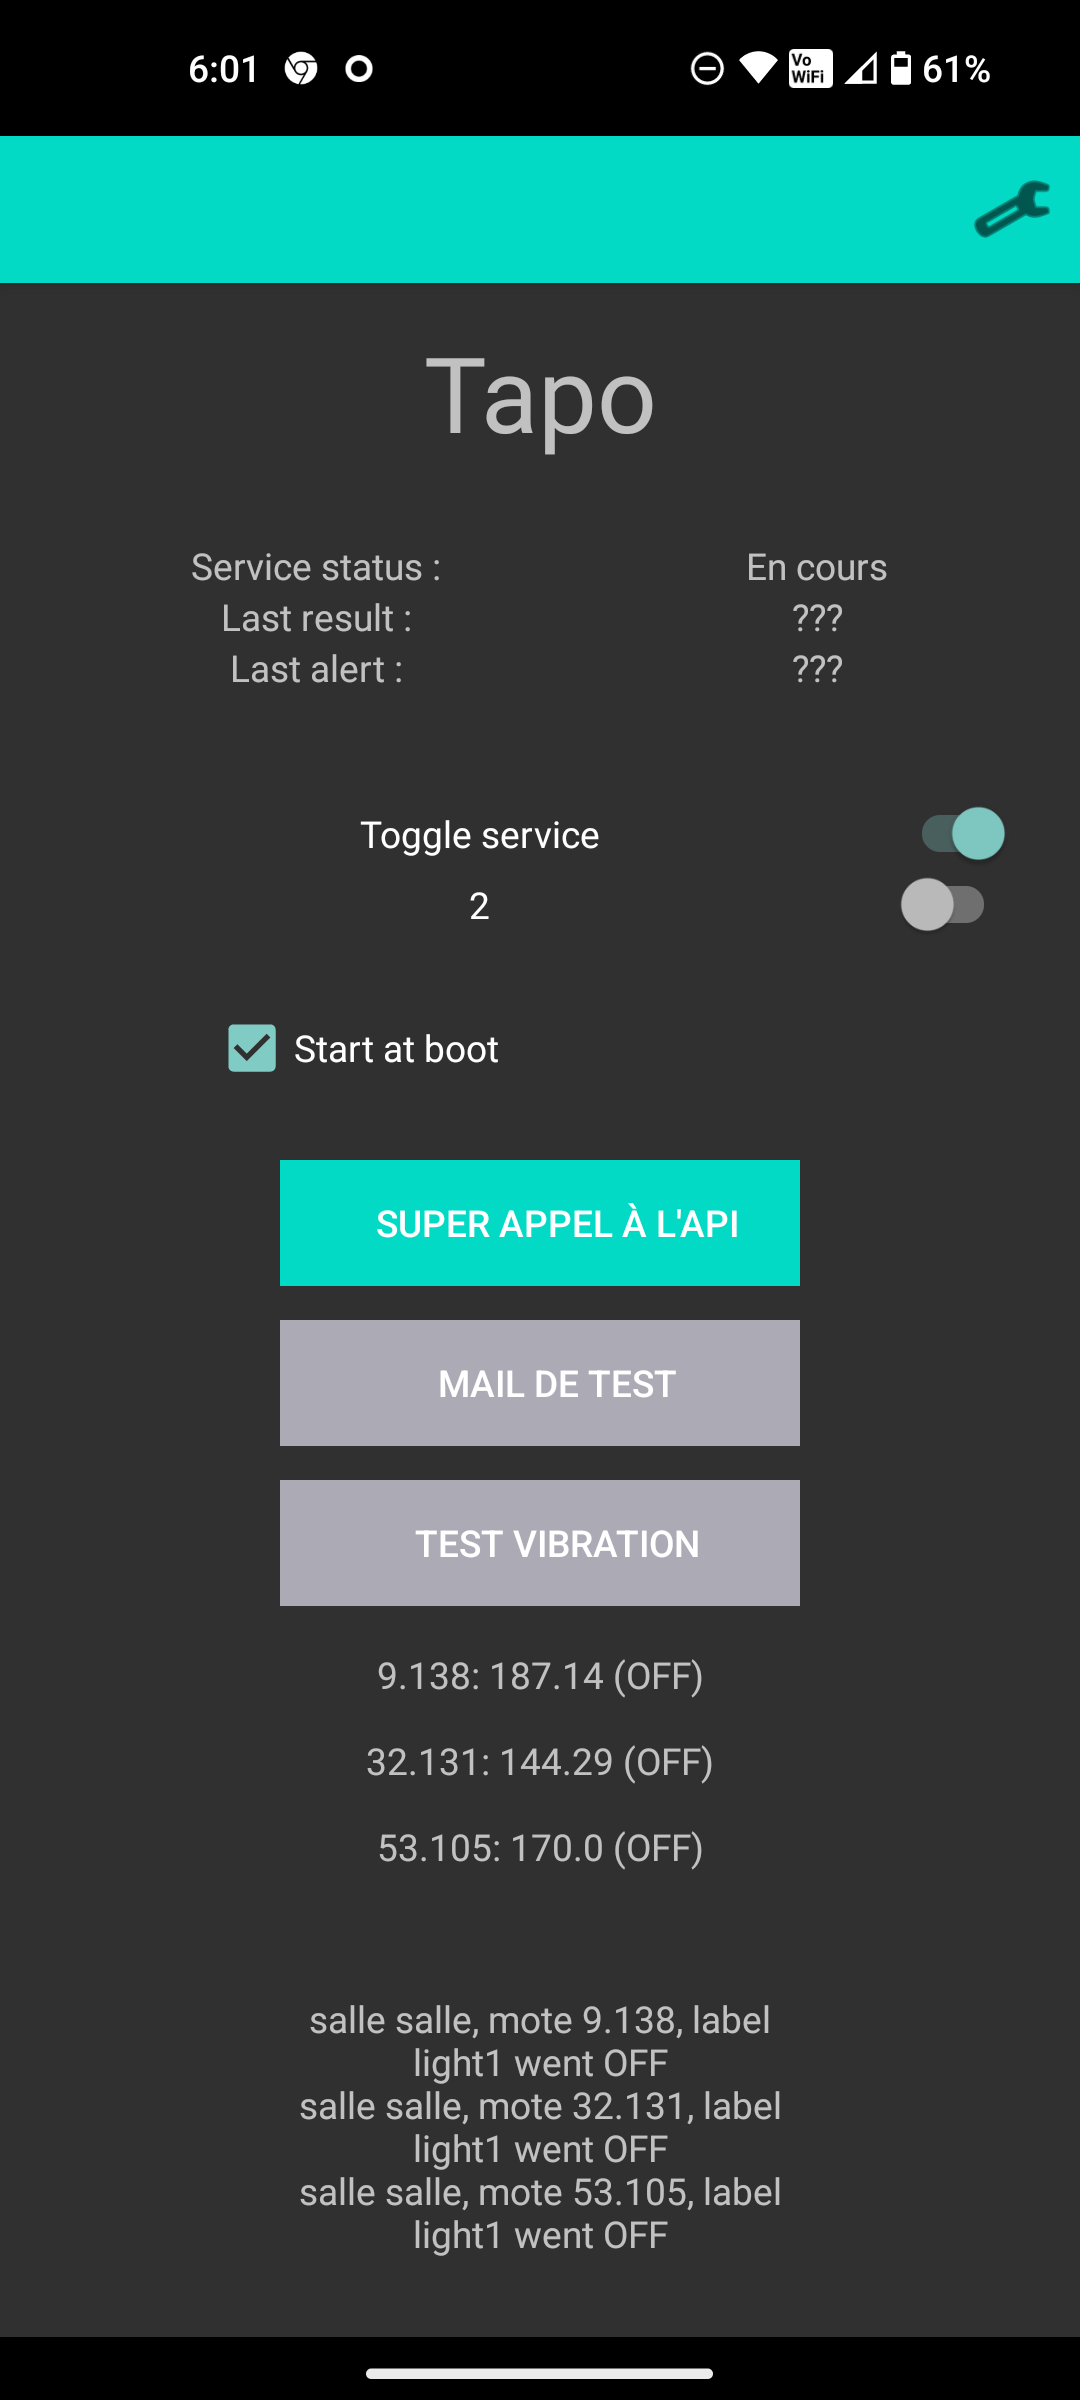 6:01 Vo WiFi 61%
Tapo
Service status : En cours
Last result : ???
Last alert : ???
Toggle service
2
Start at boot
SUPER APPEL À L'API
MAIL DE TEST
TEST VIBRATION
9.138: 187.14 (OFF)
32.131: 144.29 (OFF)
53.105: 170.0 (OFF)
salle salle, mote 9.138, label
light1 went OFF
salle salle, mote 32.131, label
light1 went OFF
salle salle, mote 53.105, label
light1 went OFF